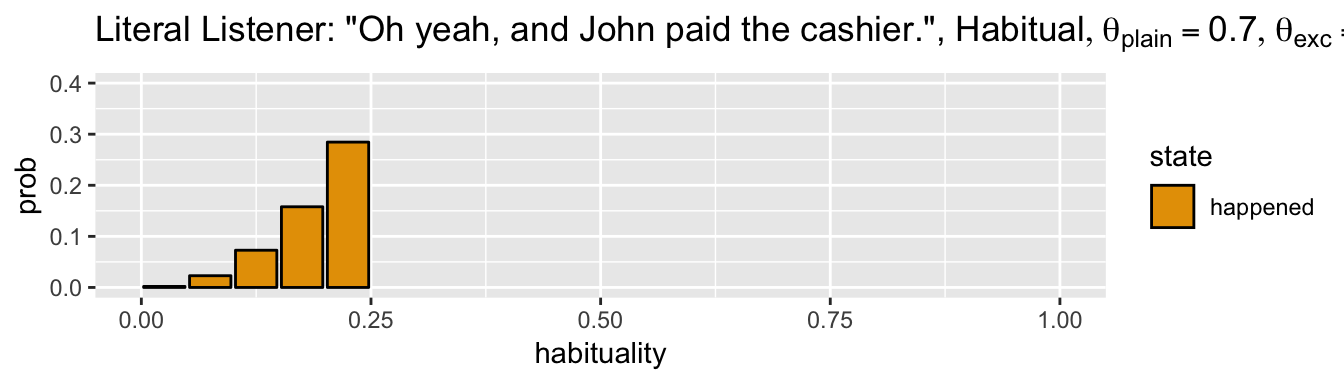 Literal Listener: "Oh yeah, and John paid the cashier.", Habitual, θplain = 0.7, θexc =
0.4
0.3
0.2
0.1
0.0
prob
0.00 0.25 0.50 0.75 1.00
habituality
state
happened